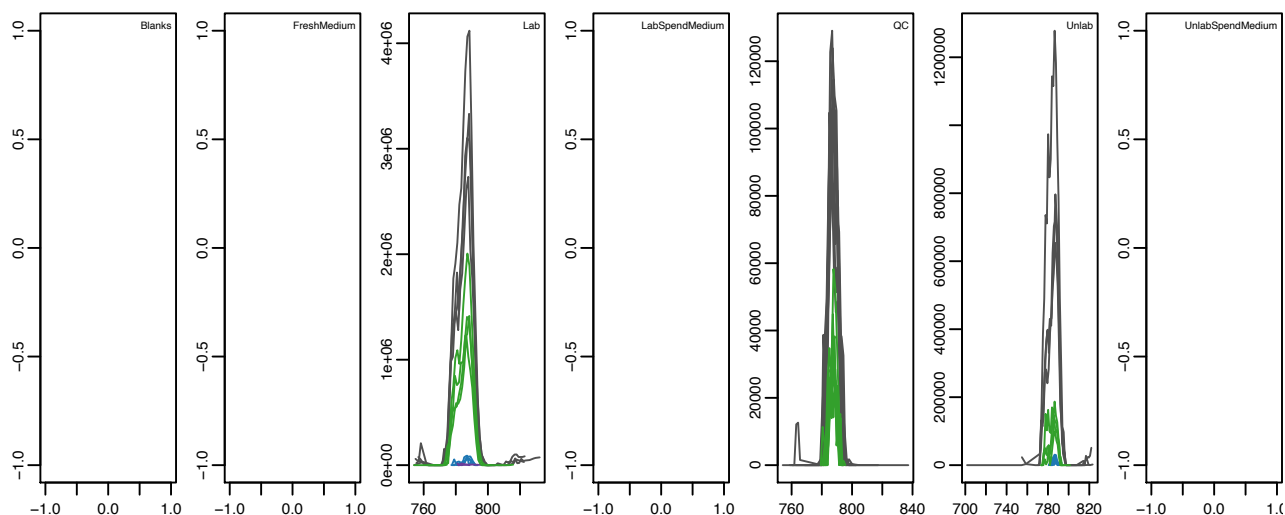 Blanks
1.0
0.5
0.0
−0.5
−1.0
−1.0 0.0 1.0
FreshMedium
1.0
0.5
0.0
−0.5
−1.0
−1.0 0.0 1.0
Lab
4e+06
3e+06
2e+06
1e+06
0e+00
760 800
LabSpendMedium
1.0
0.5
0.0
−0.5
−1.0
−1.0 0.0 1.0
QC
120000
100000
80000
60000
40000
20000
0
760 800 840
Unlab
1200000
800000
600000
400000
200000
0
700 740 780 820
UnlabSpendMedium
1.0
0.5
0.0
−0.5
−1.0
−1.0 0.0 1.0